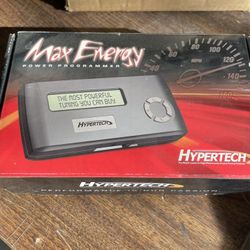 Max Energy
POWER PROGRAMMER
THE MOST POWERFUL
TUNING YOU CAN BUY.
HYPERTECH
HYPERTECH
HYPERTECH